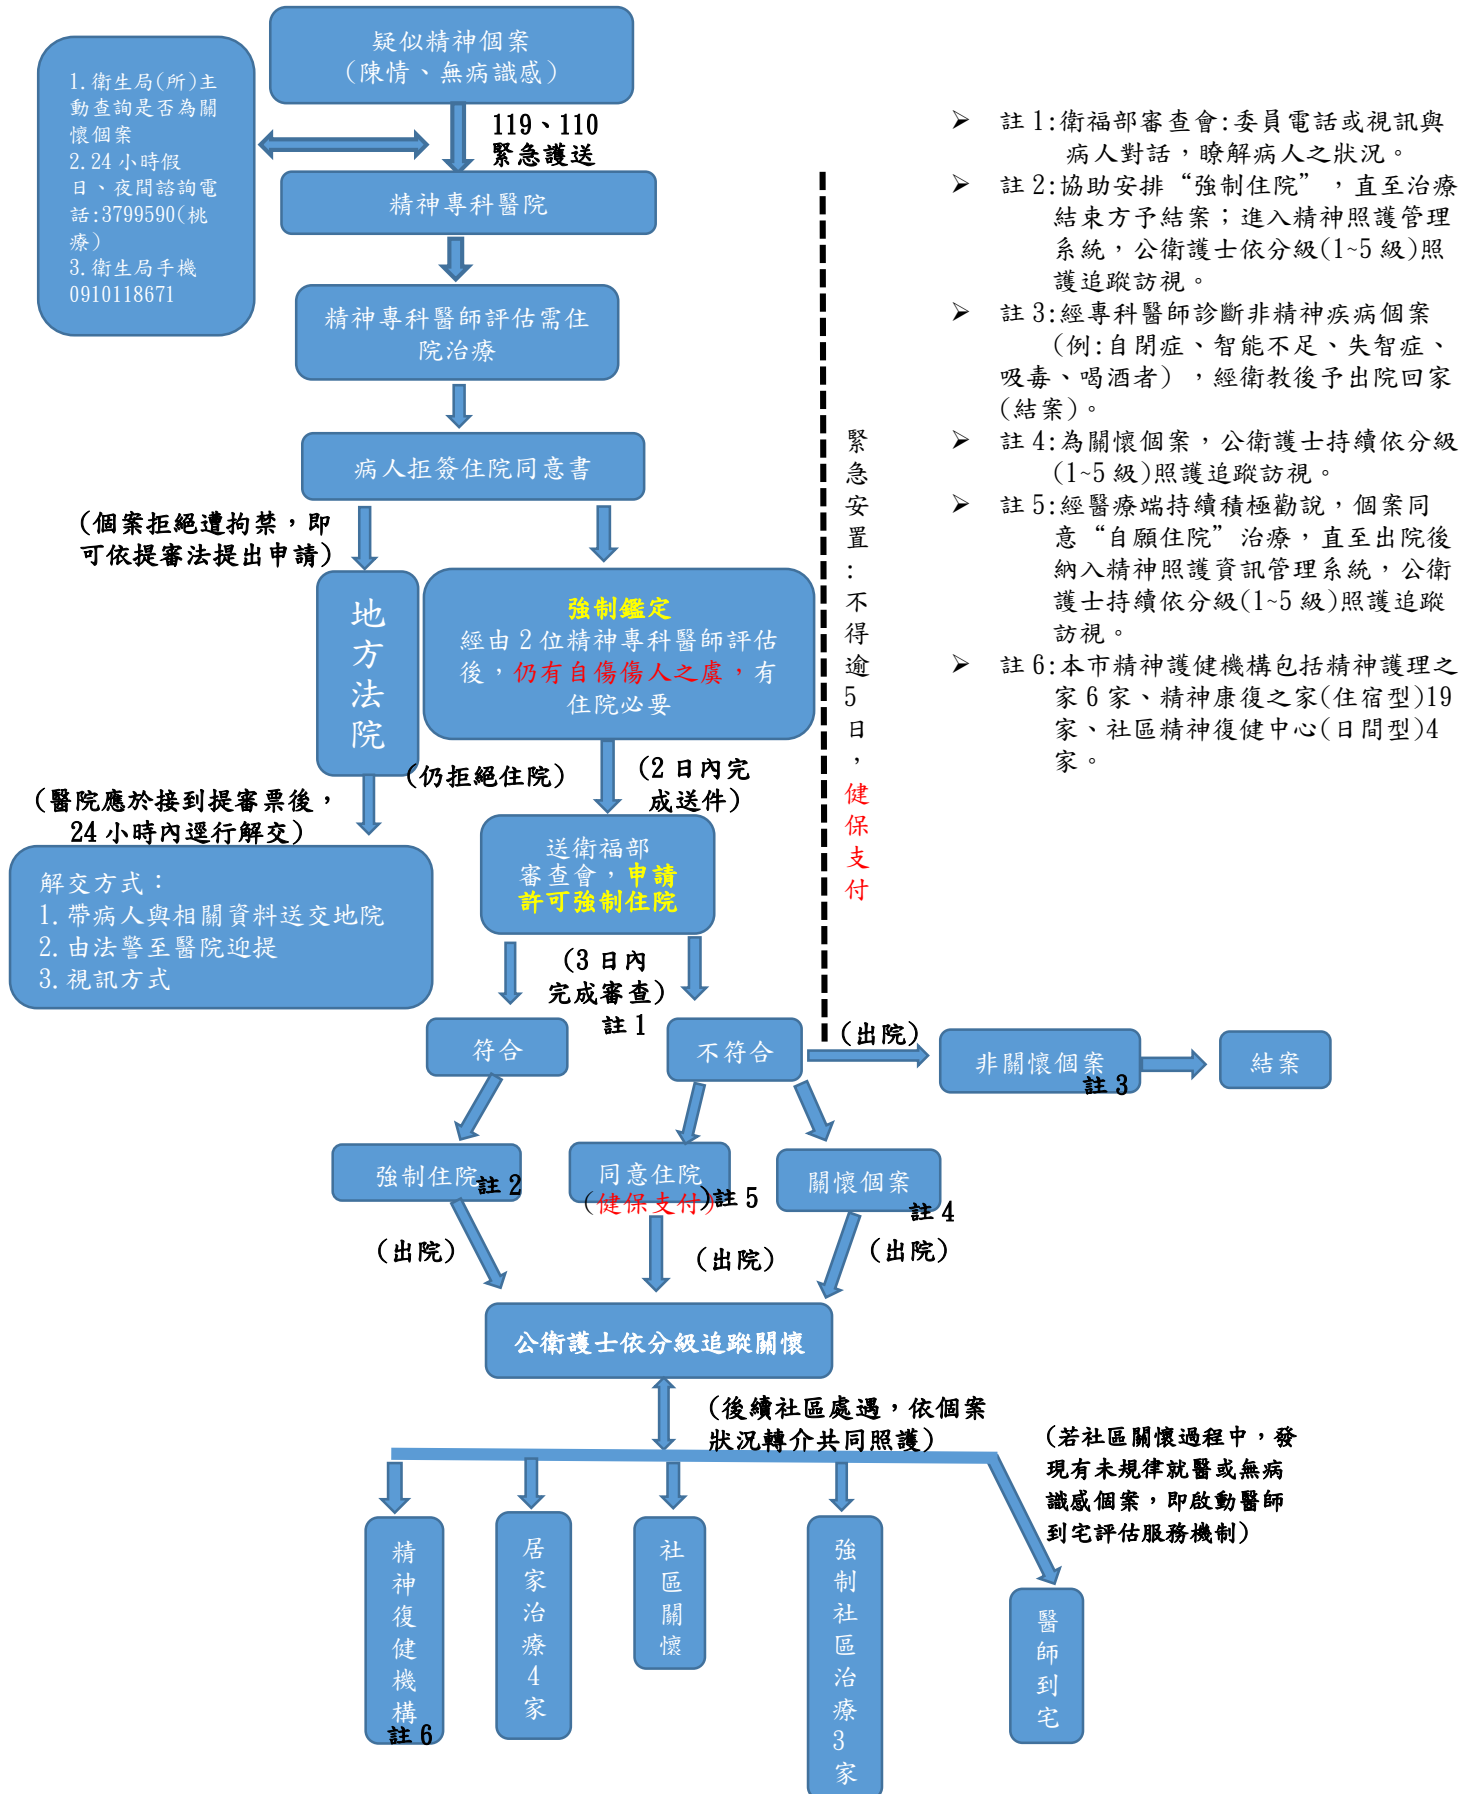 疑似精神個案
(陳情、無病識感)
1.衛生局(所)主
動查詢是否為關
懷個案
2.24 小時假
日、夜間諮詢電
話:3799590(桃
療)
3.衛生局手機
0910118671
119、110
緊急護送
精神專科醫院
精神專科醫師評估需住
院治療
病人拒簽住院同意書
(個案拒絕遭拘禁，即
可依提審法提出申請)
地
方
法
院
強制鑑定
經由 2 位精神專科醫師評估
後，仍有自傷傷人之虞，有
住院必要
(仍拒絕住院)
(2 日內完
成送件)
(醫院應於接到提審票後，
24 小時內逕行解交)
解交方式：
1.帶病人與相關資料送交地院
2.由法警至醫院迎提
3.視訊方式
送衛福部
審查會，申請
許可強制住院
(3 日內
完成審查)
註 1
緊
急
安
置
:
不
得
逾
5
日
，
健
保
支
付
➢ 註 1:衛福部審查會:委員電話或視訊與
病人對話，瞭解病人之狀況。
➢ 註 2:協助安排“強制住院”，直至治療
結束方予結案；進入精神照護管理
系統，公衛護士依分級(1~5 級)照
護追蹤訪視。
➢ 註 3:經專科醫師診斷非精神疾病個案
(例:自閉症、智能不足、失智症、
吸毒、喝酒者)，經衛教後予出院回家
(結案)。
➢ 註 4:為關懷個案，公衛護士持續依分級
(1~5 級)照護追蹤訪視。
➢ 註 5:經醫療端持續積極勸說，個案同
意“自願住院”治療，直至出院後
納入精神照護資訊管理系統，公衛
護士持續依分級(1~5 級)照護追蹤
訪視。
➢ 註 6:本市精神護健機構包括精神護理之
家 6 家、精神康復之家(住宿型)19
家、社區精神復健中心(日間型)4
家。
符合
不符合
(出院)
非關懷個案
註 3
結案
強制住院
註 2
同意住院
(健保支付)
)註 5
關懷個案
註 4
(出院)
(出院)
(出院)
公衛護士依分級追蹤關懷
(後續社區處遇，依個案
狀況轉介共同照護)
(若社區關懷過程中，發
現有未規律就醫或無病
識感個案，即啟動醫師
到宅評估服務機制)
精
神
復
健
機
構
註 6
居
家
治
療
4
家
社
區
關
懷
強
制
社
區
治
療
3
家
醫
師
到
宅